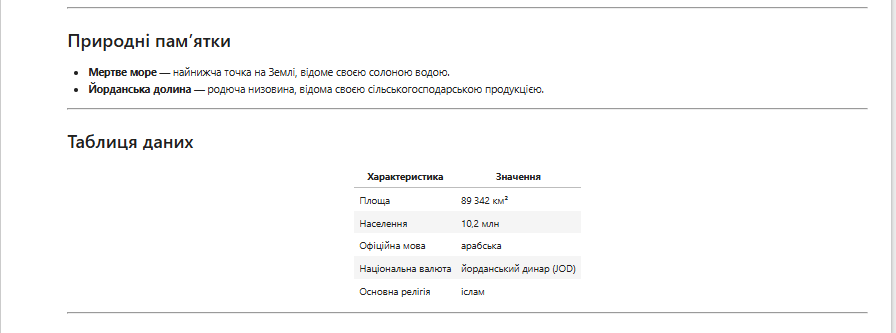 Природні пам’ятки
Мертве море — найнижча точка на Землі, відоме своєю солоною водою.
Йорданська долина — родюча низовина, відома своєю сільськогосподарською продукцією.
Таблиця даних
Характеристика Значення
Площа 89 342 км²
Населення 10,2 млн
Офіційна мова арабська
Національна валюта йорданський динар (JOD)
Основна релігія іслам